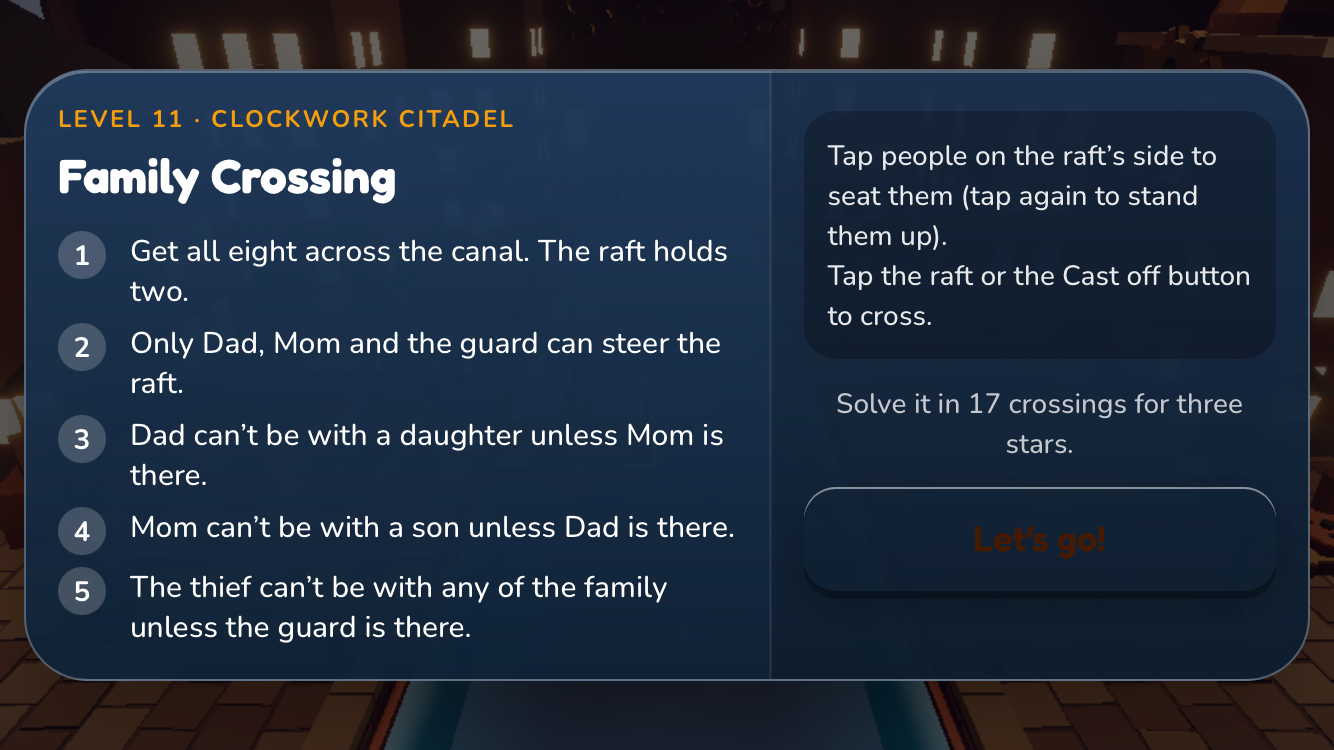 LEVEL 11 · CLOCKWORK CITADEL
Family Crossing
1 Get all eight across the canal. The raft holds
two.
2 Only Dad, Mom and the guard can steer the
raft.
3 Dad can’t be with a daughter unless Mom is
there.
4 Mom can’t be with a son unless Dad is there.
5 The thief can’t be with any of the family
unless the guard is there.
Tap people on the raft’s side to
seat them (tap again to stand
them up).
Tap the raft or the Cast off button
to cross.
Solve it in 17 crossings for three
stars.
Let's go!